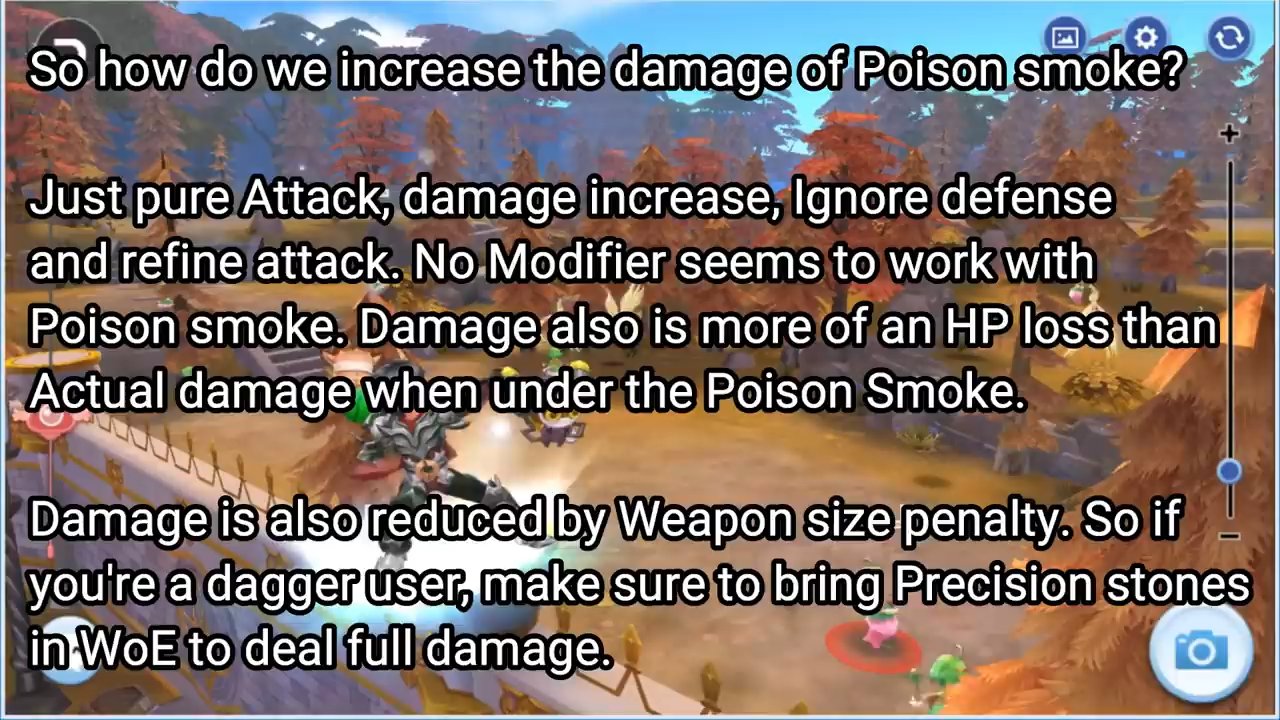 So how do we increase the damage of Poison smoke?
Just pure Attack, damage increase, Ignore defense
and refine attack. No Modifier seems to work with
Poison smoke. Damage also is more of an HP loss than
Actual damage when under the Poison Smoke.
Damage is also reduced by Weapon size penalty. So if
you're a dagger user, make sure to bring Precision stones
in WoE to deal full damage.